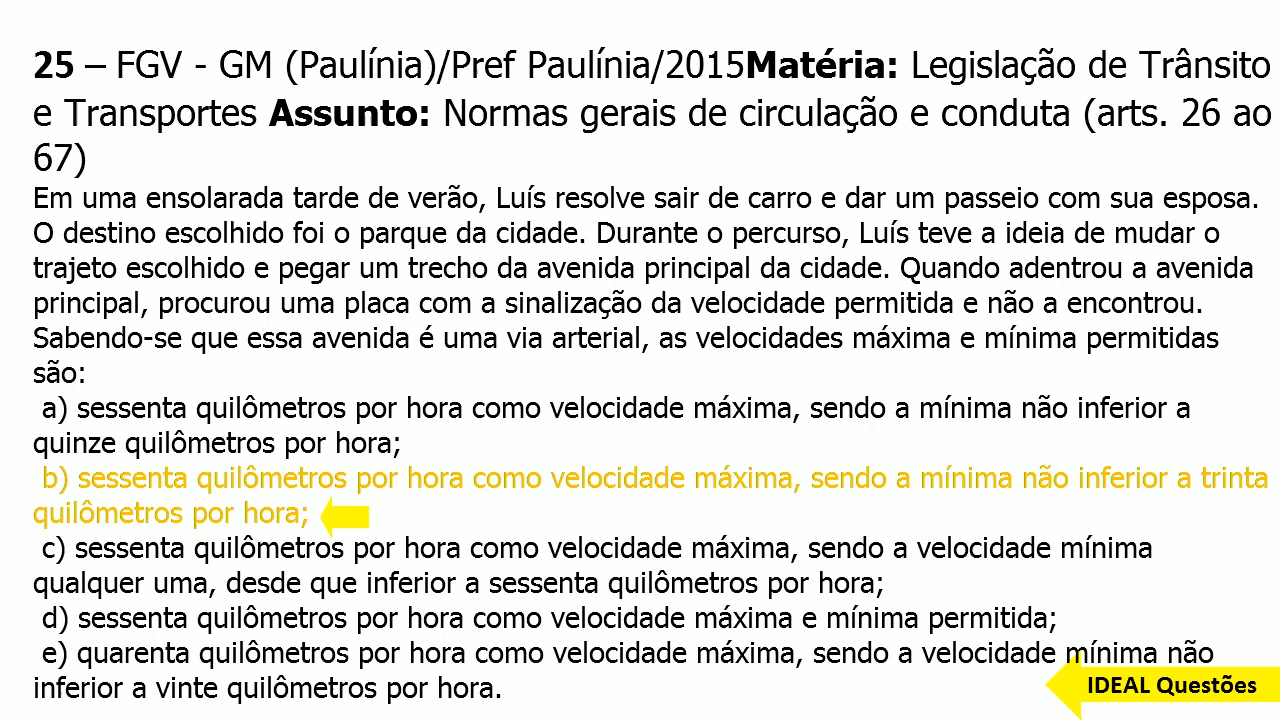 25 – FGV - GM (Paulínia)/Pref Paulínia/2015Matéria: Legislação de Trânsito
e Transportes Assunto: Normas gerais de circulação e conduta (arts. 26 ao
67)
Em uma ensolarada tarde de verão, Luís resolve sair de carro e dar um passeio com sua esposa.
O destino escolhido foi o parque da cidade. Durante o percurso, Luís teve a ideia de mudar o
trajeto escolhido e pegar um trecho da avenida principal da cidade. Quando adentrou a avenida
principal, procurou uma placa com a sinalização da velocidade permitida e não a encontrou.
Sabendo-se que essa avenida é uma via arterial, as velocidades máxima e mínima permitidas
são:
a) sessenta quilômetros por hora como velocidade máxima, sendo a mínima não inferior a
quinze quilômetros por hora;
b) sessenta quilômetros por hora como velocidade máxima, sendo a mínima não inferior a trinta
quilômetros por hora;
c) sessenta quilômetros por hora como velocidade máxima, sendo a velocidade mínima
qualquer uma, desde que inferior a sessenta quilômetros por hora;
d) sessenta quilômetros por hora como velocidade máxima e mínima permitida;
e) quarenta quilômetros por hora como velocidade máxima, sendo a velocidade mínima não
inferior a vinte quilômetros por hora.
IDEAL Questões